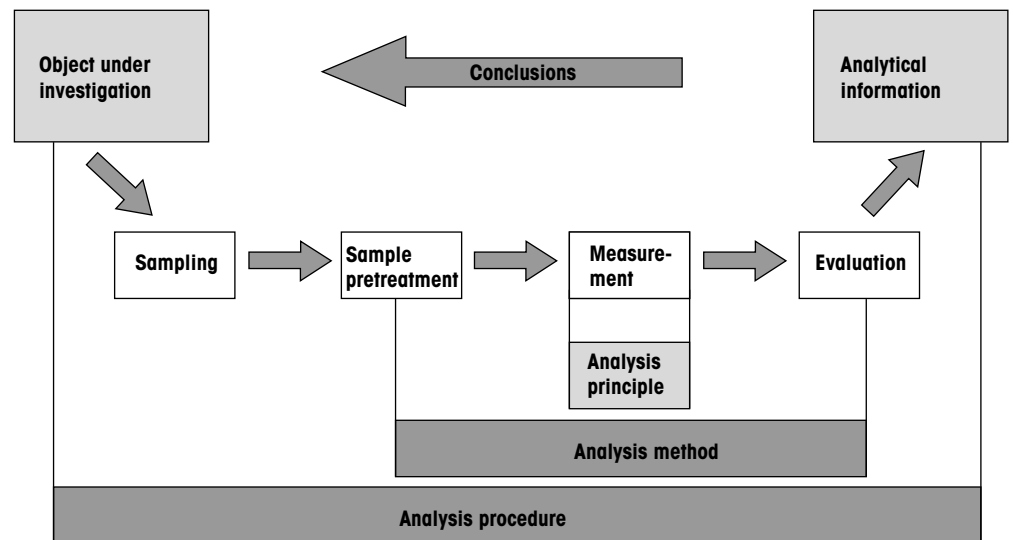 Object under
investigation
Conclusions
Analytical
information
Sampling
Sample
pretreatment
Measure-
ment
Evaluation
Analysis
principle
Analysis method
Analysis procedure